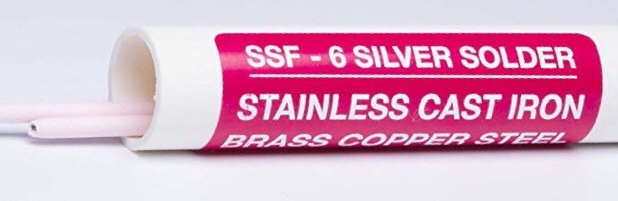 SSF - 6 SILVER SOLDER
STAINLESS CAST IRON
BRASS COPPER STEEL